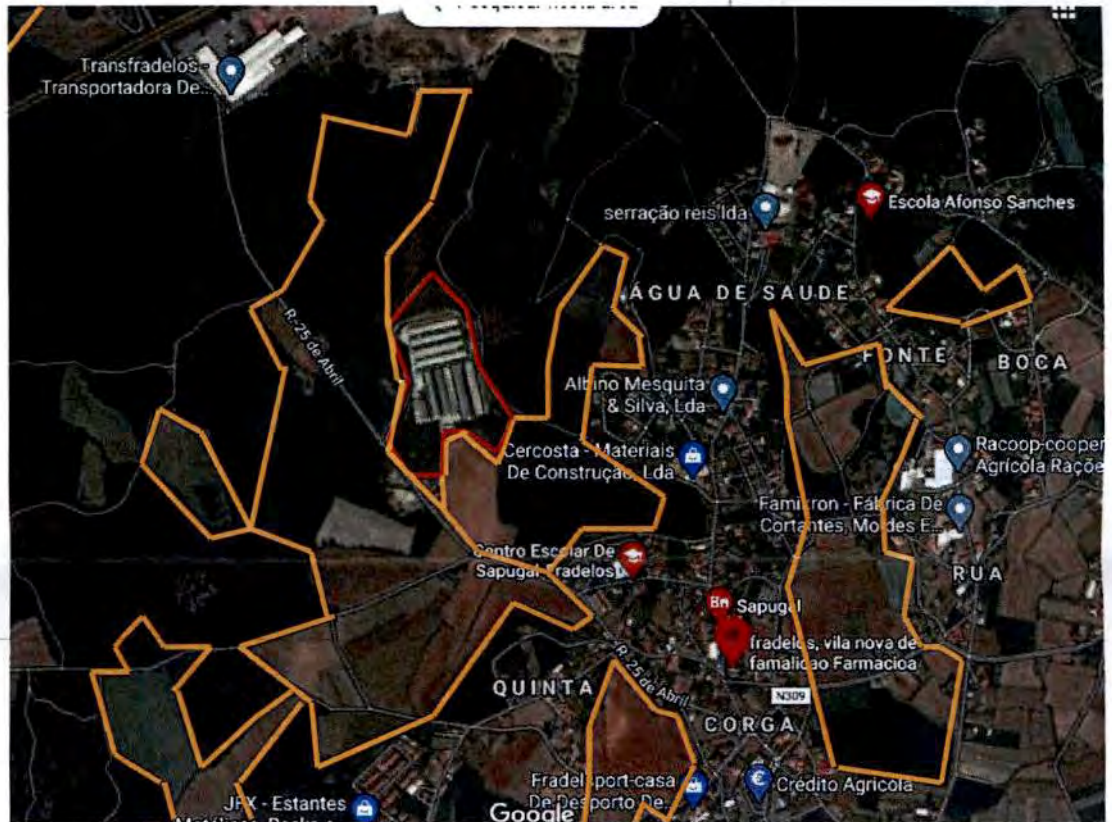 Transfradelos -
Transportadora De...
serração reis lda
Escola Afonso Sanches
ÁGUA DE SAUDE
R. 25 de Abril
FONTE
BOCA
Albino Mesquita
& Silva, Lda
Cercosta - Materiais
De Construção, Lda
Racoop-cooper
Agrícola Raçõe
Famitron - Fábrica De
Cortantes, Moldes E...
Centro Escolar De
Sapugal Fradelos
RUA
Sapugal
fradelos, vila nova de
famalicao Farmacioa
R. 25 de Abril
QUINTA
N309
CORGA
Fradelsport-casa
De Desporto De...
Crédito Agricola
JFX - Estantes
Google